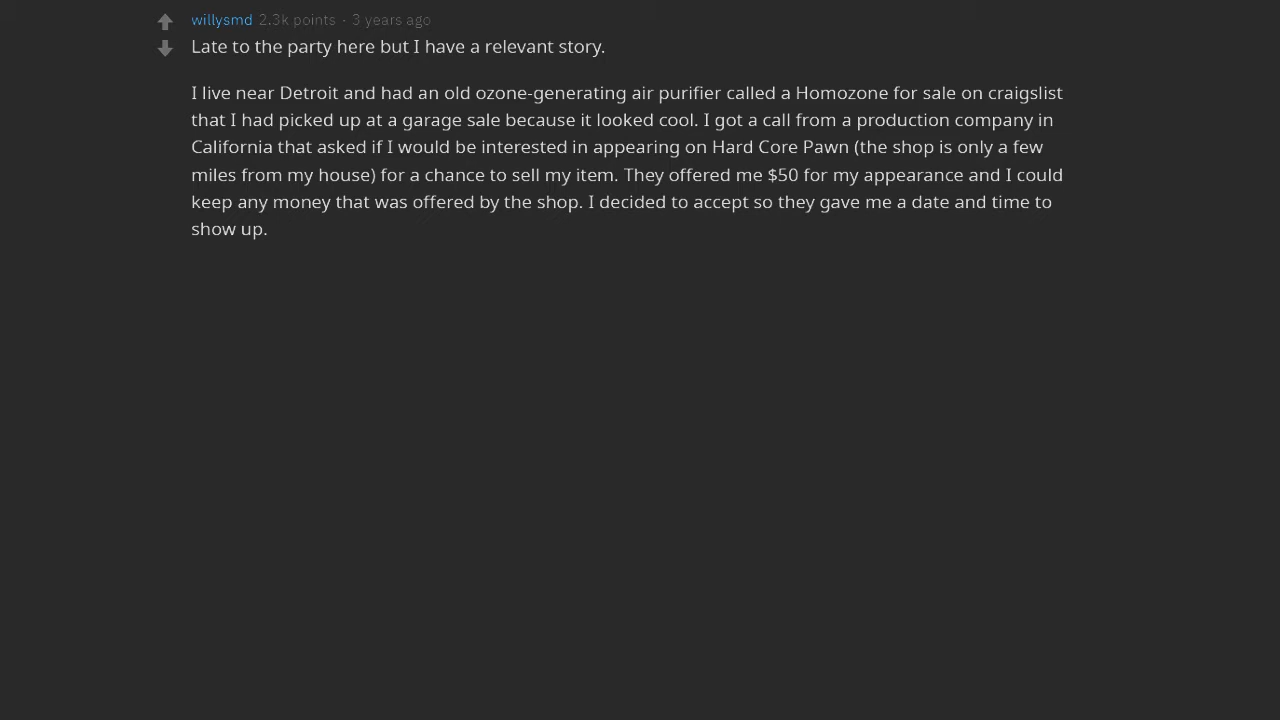 willysmd 2.3k points · 3 years ago
Late to the party here but I have a relevant story.
I live near Detroit and had an old ozone-generating air purifier called a Homozone for sale on craigslist
that I had picked up at a garage sale because it looked cool. I got a call from a production company in
California that asked if I would be interested in appearing on Hard Core Pawn (the shop is only a few
miles from my house) for a chance to sell my item. They offered me $50 for my appearance and I could
keep any money that was offered by the shop. I decided to accept so they gave me a date and time to
show up.